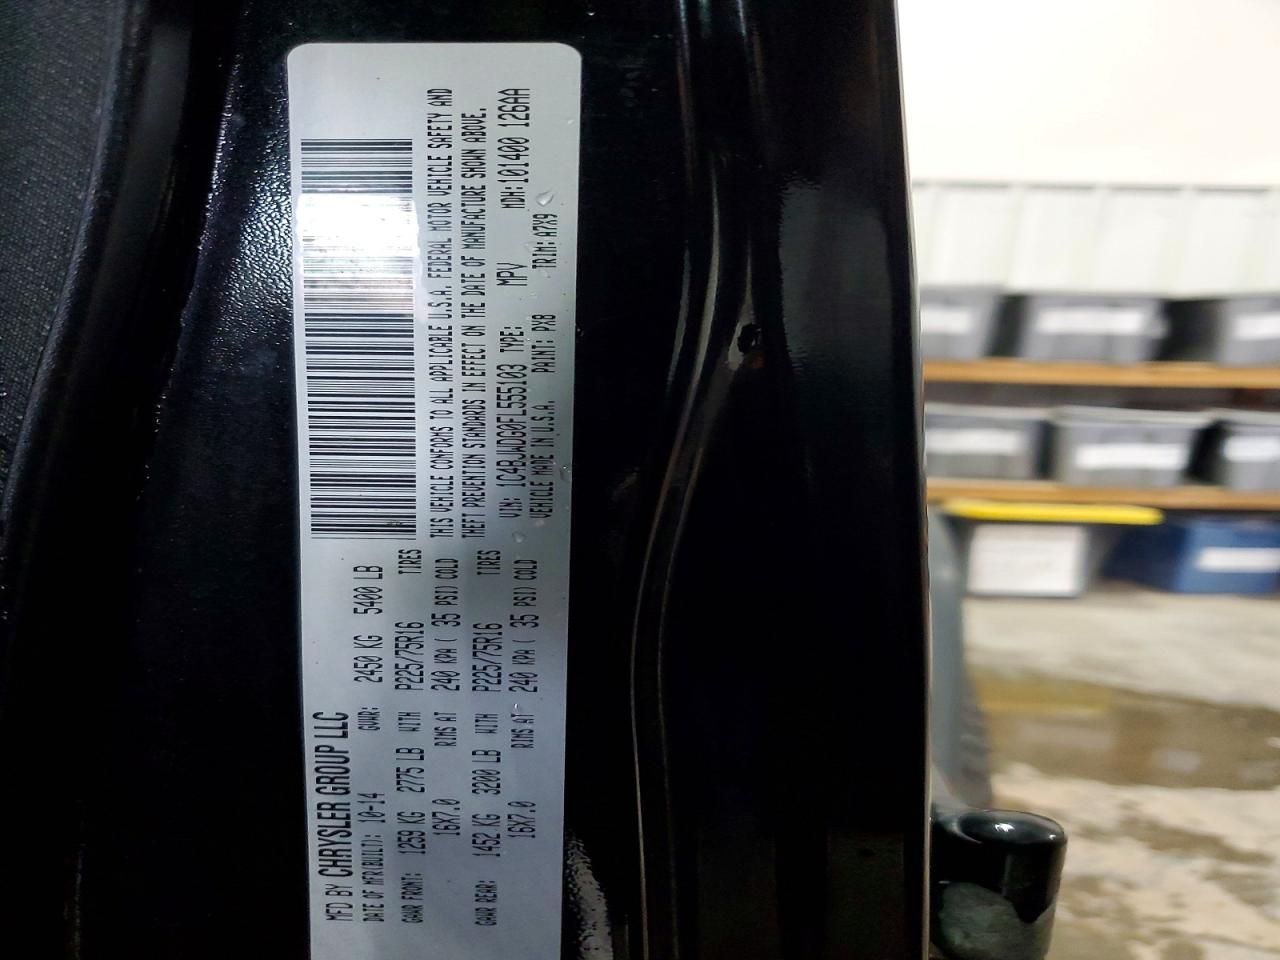 MFD BY CHRYSLER GROUP LLC
DATE OF MFR(BUILT): 10-14 GVWR: 2450 KG 5400 LB
GAWR FRONT: 1259 KG 2775 LB WITH P225/75R16 TIRES
16X7.0 RIMS AT 240 KPA ( 35 PSI) COLD
GAWR REAR: 1452 KG 3200 LB WITH P225/75R16 TIRES
16X7.0 RIMS AT 240 KPA ( 35 PSI) COLD
THIS VEHICLE CONFORMS TO ALL APPLICABLE U.S.A. FEDERAL MOTOR VEHICLE SAFETY AND
THEFT PREVENTION STANDARDS IN EFFECT ON THE DATE OF MANUFACTURE SHOWN ABOVE.
VIN: 1C4BJWDG0FL555103 TYPE: MPV MDH:101400 126AA
VEHICLE MADE IN U.S.A. PAINT: PX8 TRIM: A7X9